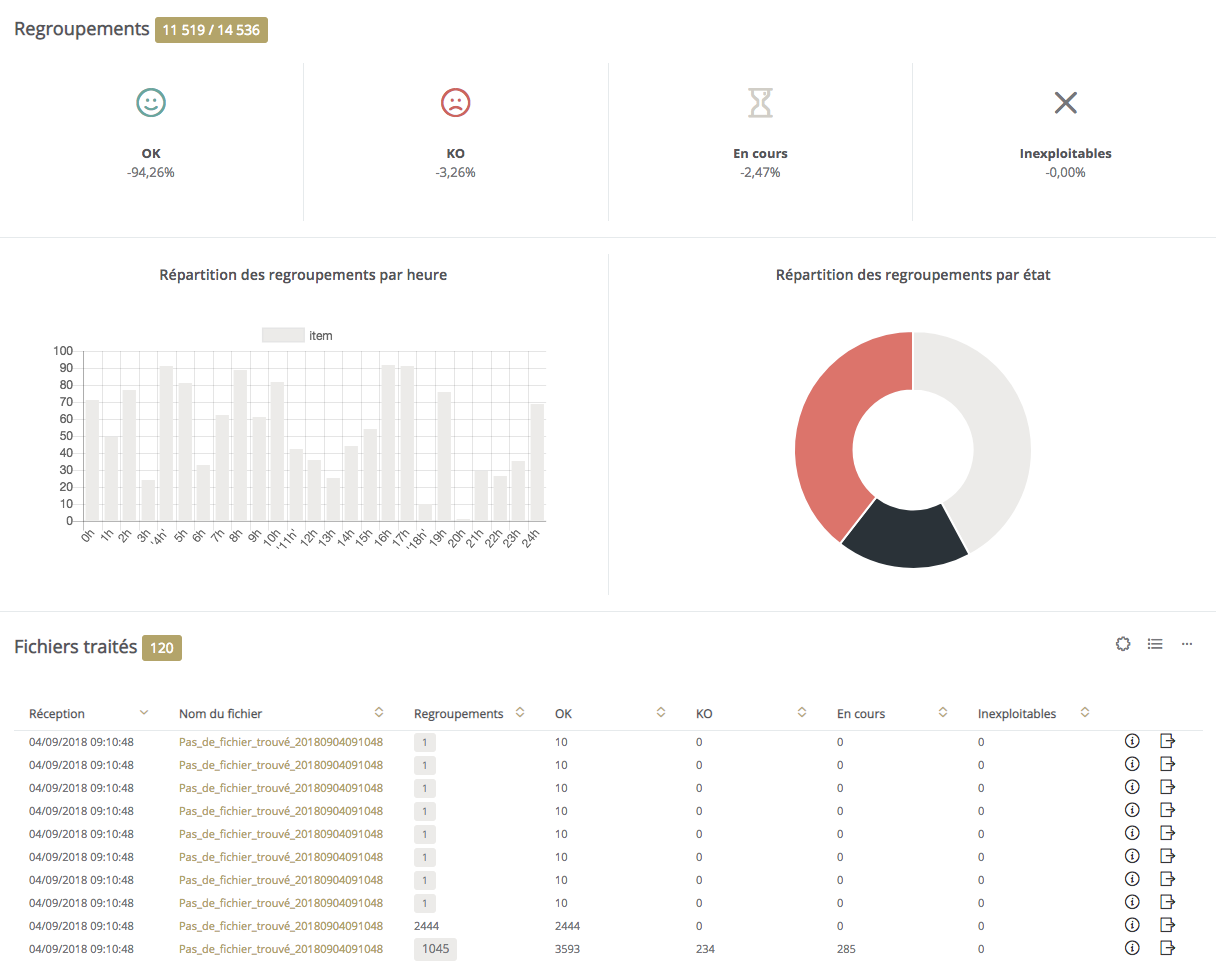 Regroupements 11 519 / 14 536
OK KO En cours Inexploitables
-94,26% -3,26% -2,47% -0,00%
Répartition des regroupements par heure
Répartition des regroupements par état
item
100
90
80
70
60
50
40
30
20
10
0
0h 1h 2h 3h '4h' 5h 6h 7h 8h 9h 10h '11h' 12h 13h 14h 15h 16h 17h '18h' 19h 20h 21h 22h 23h 24h
Fichiers traités 120
Réception Nom du fichier Regroupements OK KO En cours Inexploitables
04/09/2018 09:10:48 Pas_de_fichier_trouvé_20180904091048 1 10 0 0 0
04/09/2018 09:10:48 Pas_de_fichier_trouvé_20180904091048 1 10 0 0 0
04/09/2018 09:10:48 Pas_de_fichier_trouvé_20180904091048 1 10 0 0 0
04/09/2018 09:10:48 Pas_de_fichier_trouvé_20180904091048 1 10 0 0 0
04/09/2018 09:10:48 Pas_de_fichier_trouvé_20180904091048 1 10 0 0 0
04/09/2018 09:10:48 Pas_de_fichier_trouvé_20180904091048 1 10 0 0 0
04/09/2018 09:10:48 Pas_de_fichier_trouvé_20180904091048 1 10 0 0 0
04/09/2018 09:10:48 Pas_de_fichier_trouvé_20180904091048 1 10 0 0 0
04/09/2018 09:10:48 Pas_de_fichier_trouvé_20180904091048 2444 2444 0 0 0
04/09/2018 09:10:48 Pas_de_fichier_trouvé_20180904091048 1045 3593 234 285 0